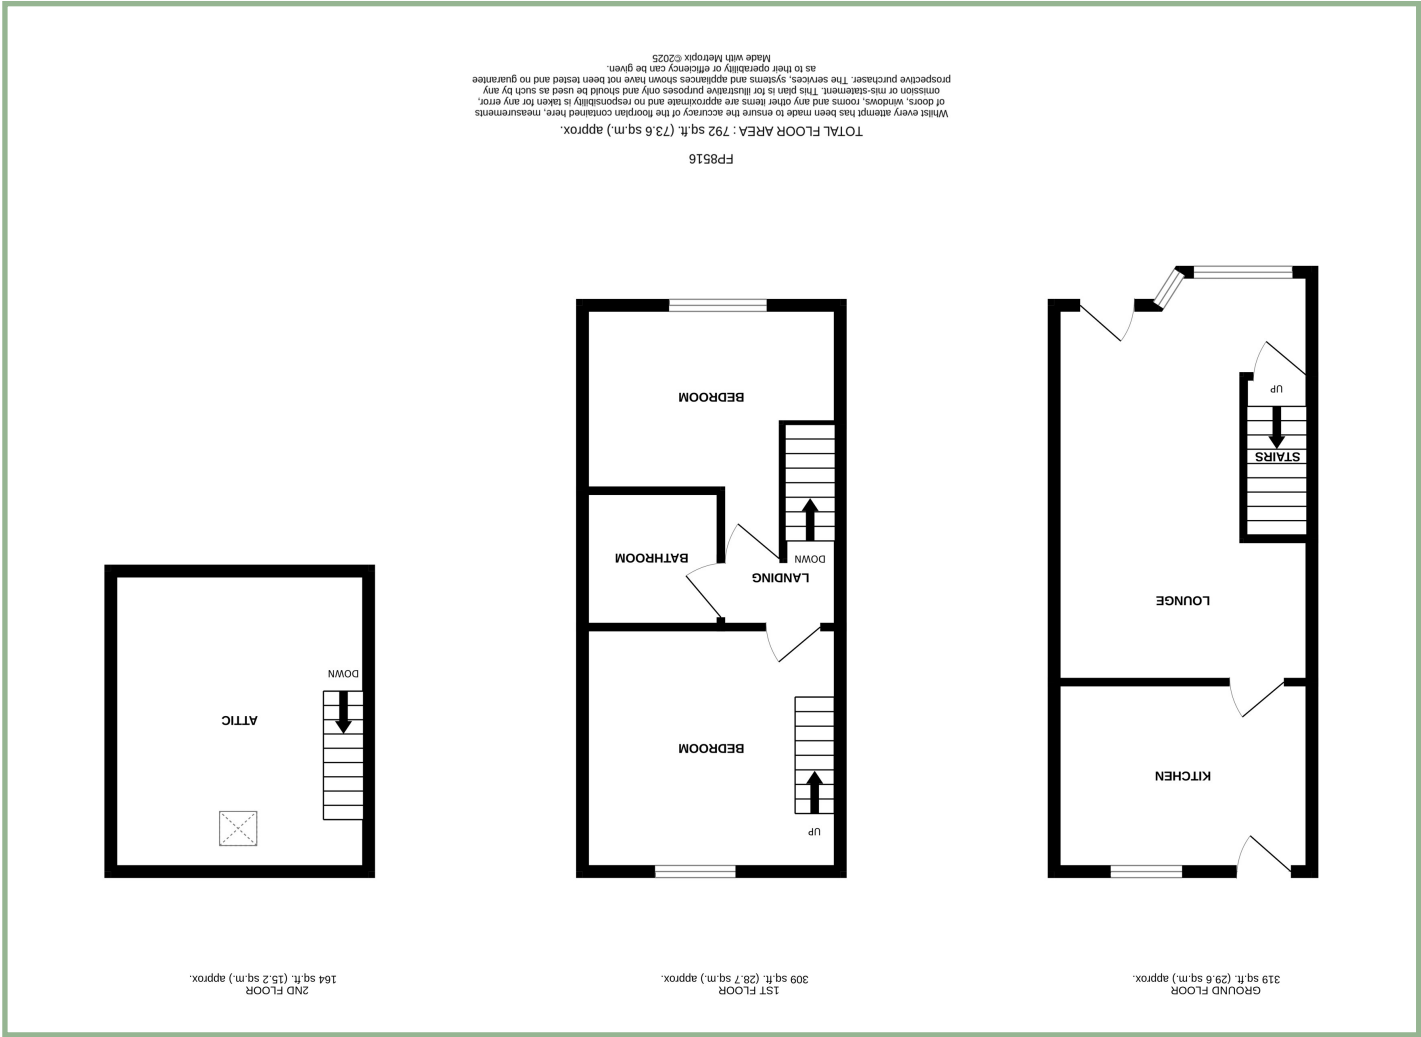 GROUND FLOOR
319 sq.ft. (29.6 sq.m.) approx.
1ST FLOOR
309 sq.ft. (28.7 sq.m.) approx.
2ND FLOOR
164 sq.ft. (15.2 sq.m.) approx.
KITCHEN
LOUNGE
STAIRS
UP
UP
BEDROOM
LANDING
DOWN
BATHROOM
BEDROOM
ATTIC
DOWN
FP8516
TOTAL FLOOR AREA : 792 sq.ft. (73.6 sq.m.) approx.
Whilst every attempt has been made to ensure the accuracy of the floorplan contained here, measurements
of doors, windows, rooms and any other items are approximate and no responsibility is taken for any error,
omission or mis-statement. This plan is for illustrative purposes only and should be used as such by any
prospective purchaser. The services, systems and appliances shown have not been tested and no guarantee
as to their operability or efficiency can be given.
Made with Metropix ©2025